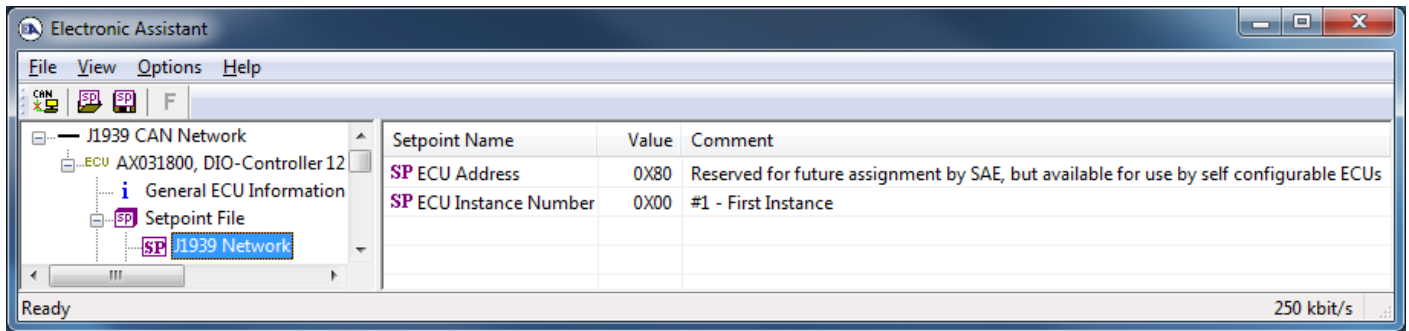 EA Electronic Assistant
File View Options Help
CAN SP SP F
J1939 CAN Network
ECU AX031800, DIO-Controller 12
i General ECU Information
SP Setpoint File
SP J1939 Network
Setpoint Name Value Comment
SP ECU Address 0X80 Reserved for future assignment by SAE, but available for use by self configurable ECUs
SP ECU Instance Number 0X00 #1 - First Instance
Ready 250 kbit/s